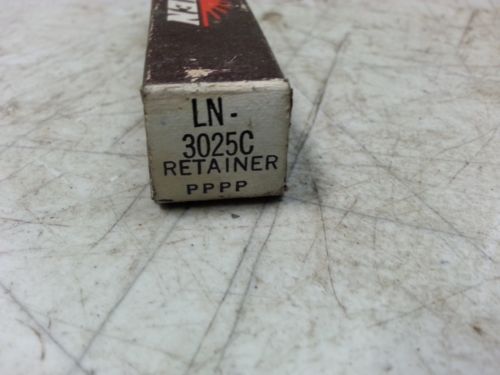 LN-
3025C
RETAINER
PPPP